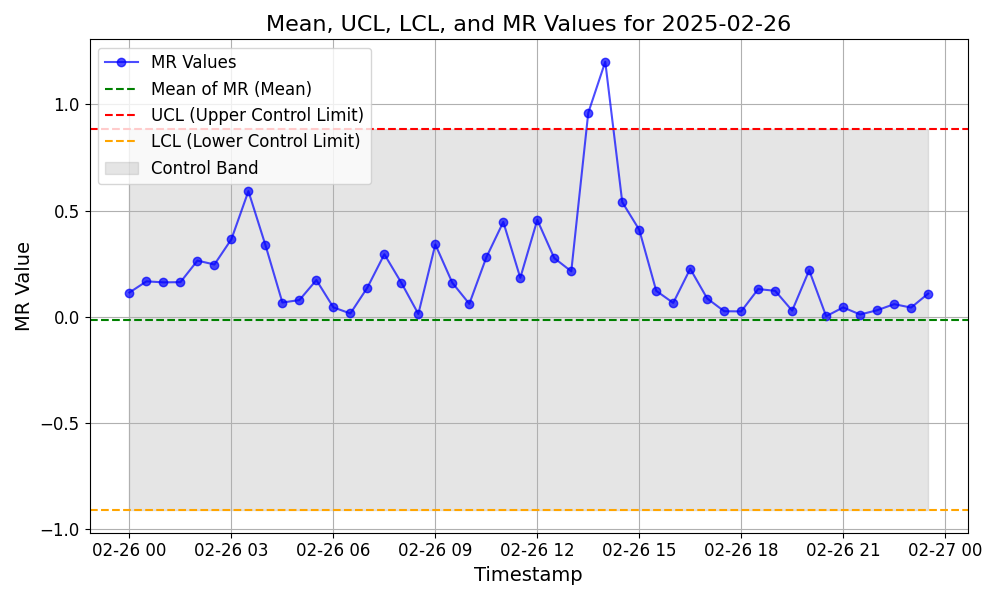 Mean, UCL, LCL, and MR Values for 2025-02-26
MR Values
Mean of MR (Mean)
UCL (Upper Control Limit)
LCL (Lower Control Limit)
Control Band
MR Value
1.0
0.5
0.0
−0.5
−1.0
02-26 00 02-26 03 02-26 06 02-26 09 02-26 12 02-26 15 02-26 18 02-26 21 02-27 00
Timestamp